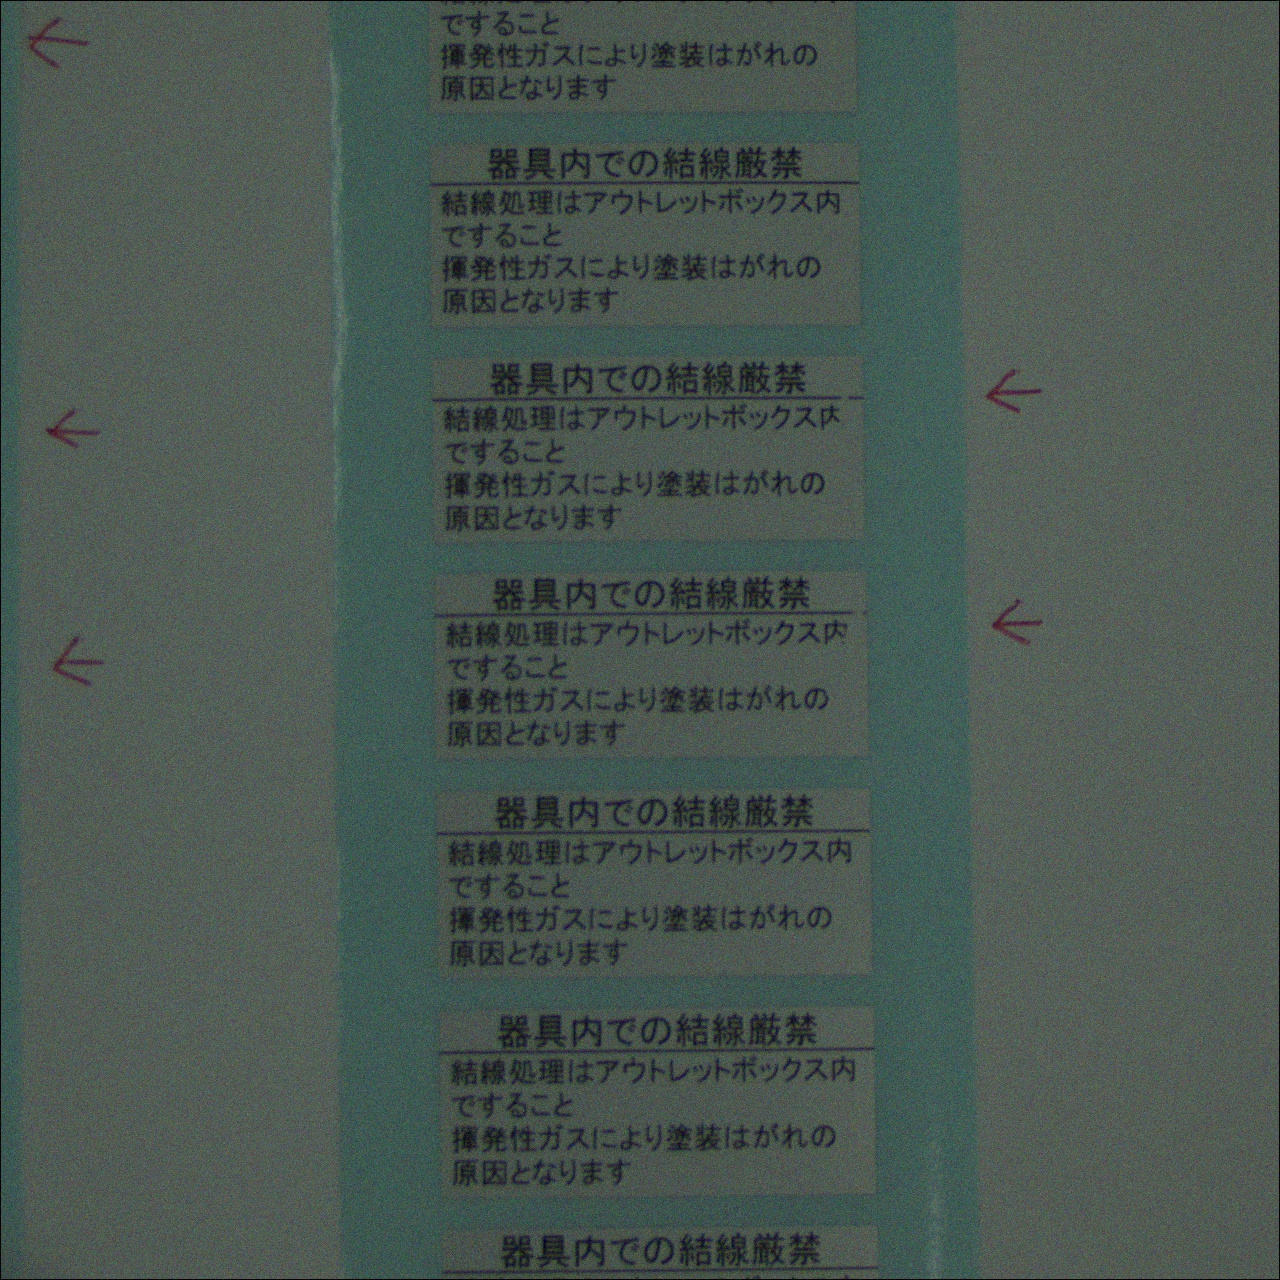 ですること
揮発性ガスにより塗装はがれの
原因となります
器具内での結線厳禁
結線処理はアウトレットボックス内
ですること
揮発性ガスにより塗装はがれの
原因となります
器具内での結線厳禁
結線処理はアウトレットボックス内
ですること
揮発性ガスにより塗装はがれの
原因となります
器具内での結線厳禁
結線処理はアウトレットボックス内
ですること
揮発性ガスにより塗装はがれの
原因となります
器具内での結線厳禁
結線処理はアウトレットボックス内
ですること
揮発性ガスにより塗装はがれの
原因となります
器具内での結線厳禁
結線処理はアウトレットボックス内
ですること
揮発性ガスにより塗装はがれの
原因となります
器具内での結線厳禁